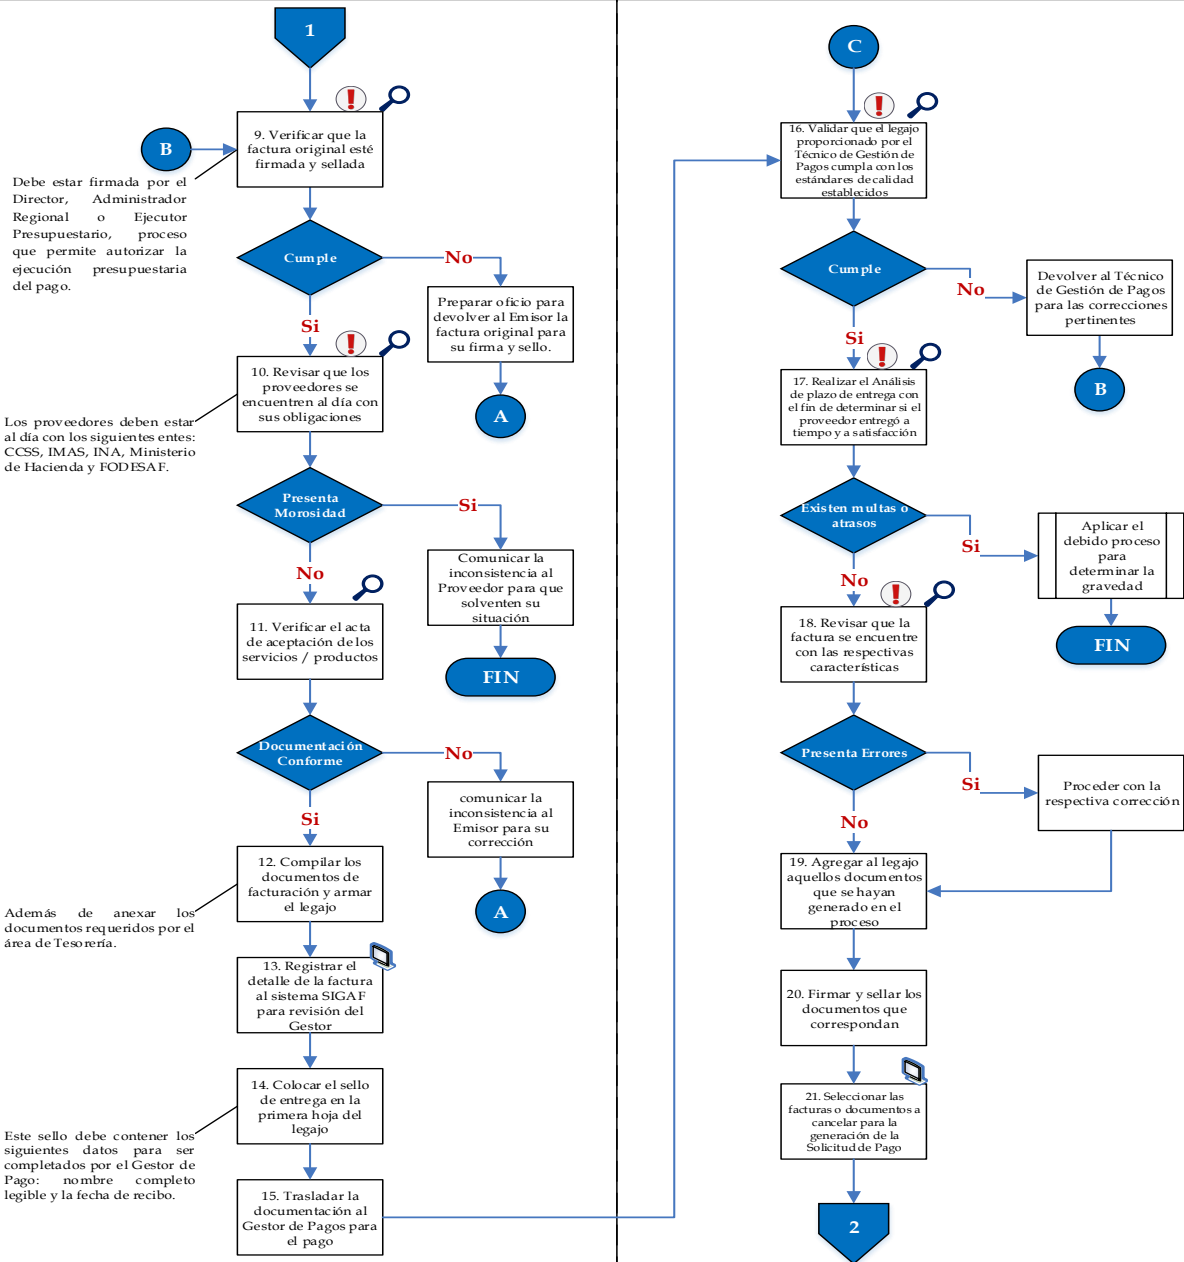 1
9. Verificar que la
factura original esté
firmada y sellada
B
Debe estar firmada por el
Director, Administrador
Regional o Ejecutor
Presupuestario, proceso
que permite autorizar la
ejecución presupuestaria
del pago.
Cumple
No
Preparar oficio para
devolver al Emisor la
factura original para
su firma y sello.
A
Si
10. Revisar que los
proveedores se
encuentren al día con
sus obligaciones
Los proveedores deben estar
al día con los siguientes entes:
CCSS, IMAS, INA, Ministerio
de Hacienda y FODESAF.
Presenta
Morosidad
Si
Comunicar la
inconsistencia al
Proveedor para que
solventen su
situación
FIN
No
11. Verificar el acta
de aceptación de los
servicios / productos
Documentación
Conforme
No
comunicar la
inconsistencia al
Emisor para su
corrección
A
Si
12. Compilar los
documentos de
facturación y armar
el legajo
Además de anexar los
documentos requeridos por el
área de Tesorería.
13. Registrar el
detalle de la factura
al sistema SIGAF
para revisión del
Gestor
14. Colocar el sello
de entrega en la
primera hoja del
legajo
Este sello debe contener los
siguientes datos para ser
completados por el Gestor de
Pago: nombre completo
legible y la fecha de recibo.
15. Trasladar la
documentación al
Gestor de Pagos para
el pago
C
16. Validar que el legajo
proporcionado por el
Técnico de Gestión de
Pagos cumpla con los
estándares de calidad
establecidos
Cumple
No
Devolver al Técnico
de Gestión de Pagos
para las correcciones
pertinentes
B
Si
17. Realizar el Análisis
de plazo de entrega con
el fin de determinar si el
proveedor entregó a
tiempo y a satisfacción
Existen multas o
atrasos
Si
Aplicar el
debido proceso
para
determinar la
gravedad
FIN
No
18. Revisar que la
factura se encuentre
con las respectivas
características
Presenta Errores
Si
Proceder con la
respectiva corrección
No
19. Agregar al legajo
aquellos documentos
que se hayan
generado en el
proceso
20. Firmar y sellar los
documentos que
correspondan
21. Seleccionar las
facturas o documentos a
cancelar para la
generación de la
Solicitud de Pago
2